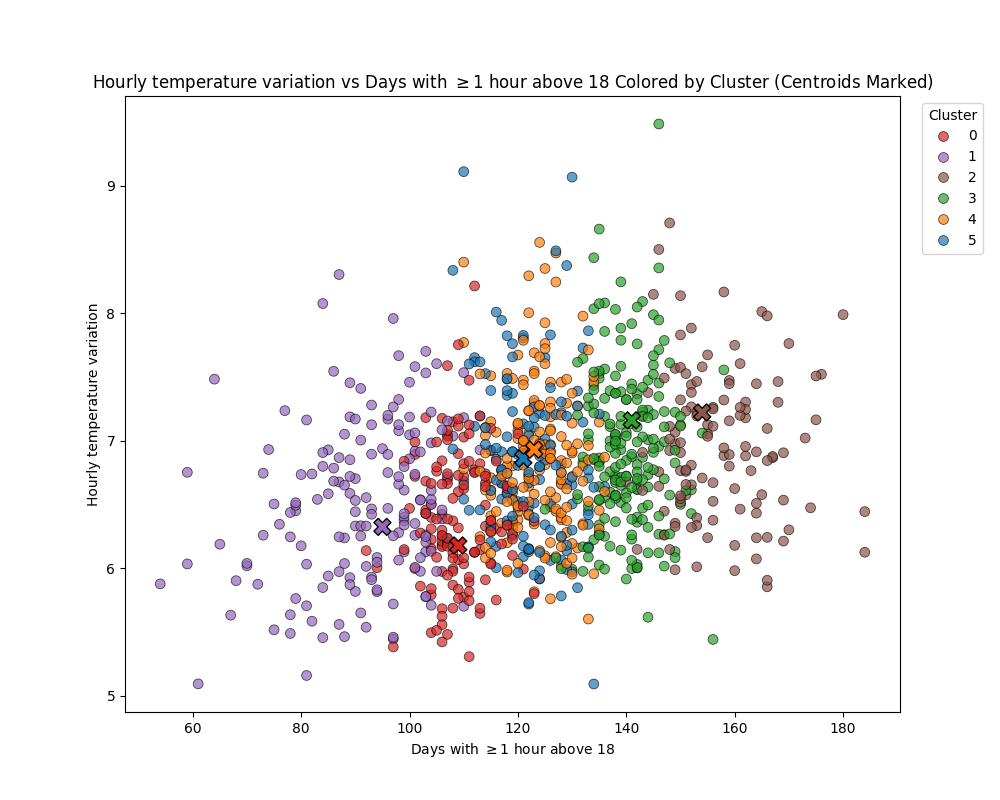 Hourly temperature variation vs Days with ≥1 hour above 18 Colored by Cluster (Centroids Marked)
Cluster
0
1
2
3
4
5
9
8
7
6
5
Hourly temperature variation
60 80 100 120 140 160 180
Days with ≥1 hour above 18